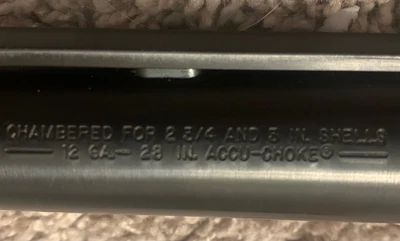 CHAMBERED FOR 2 3/4 AND 3 IN. SHELLS
12 GA. - 28 IN. ACCU-CHOKE®